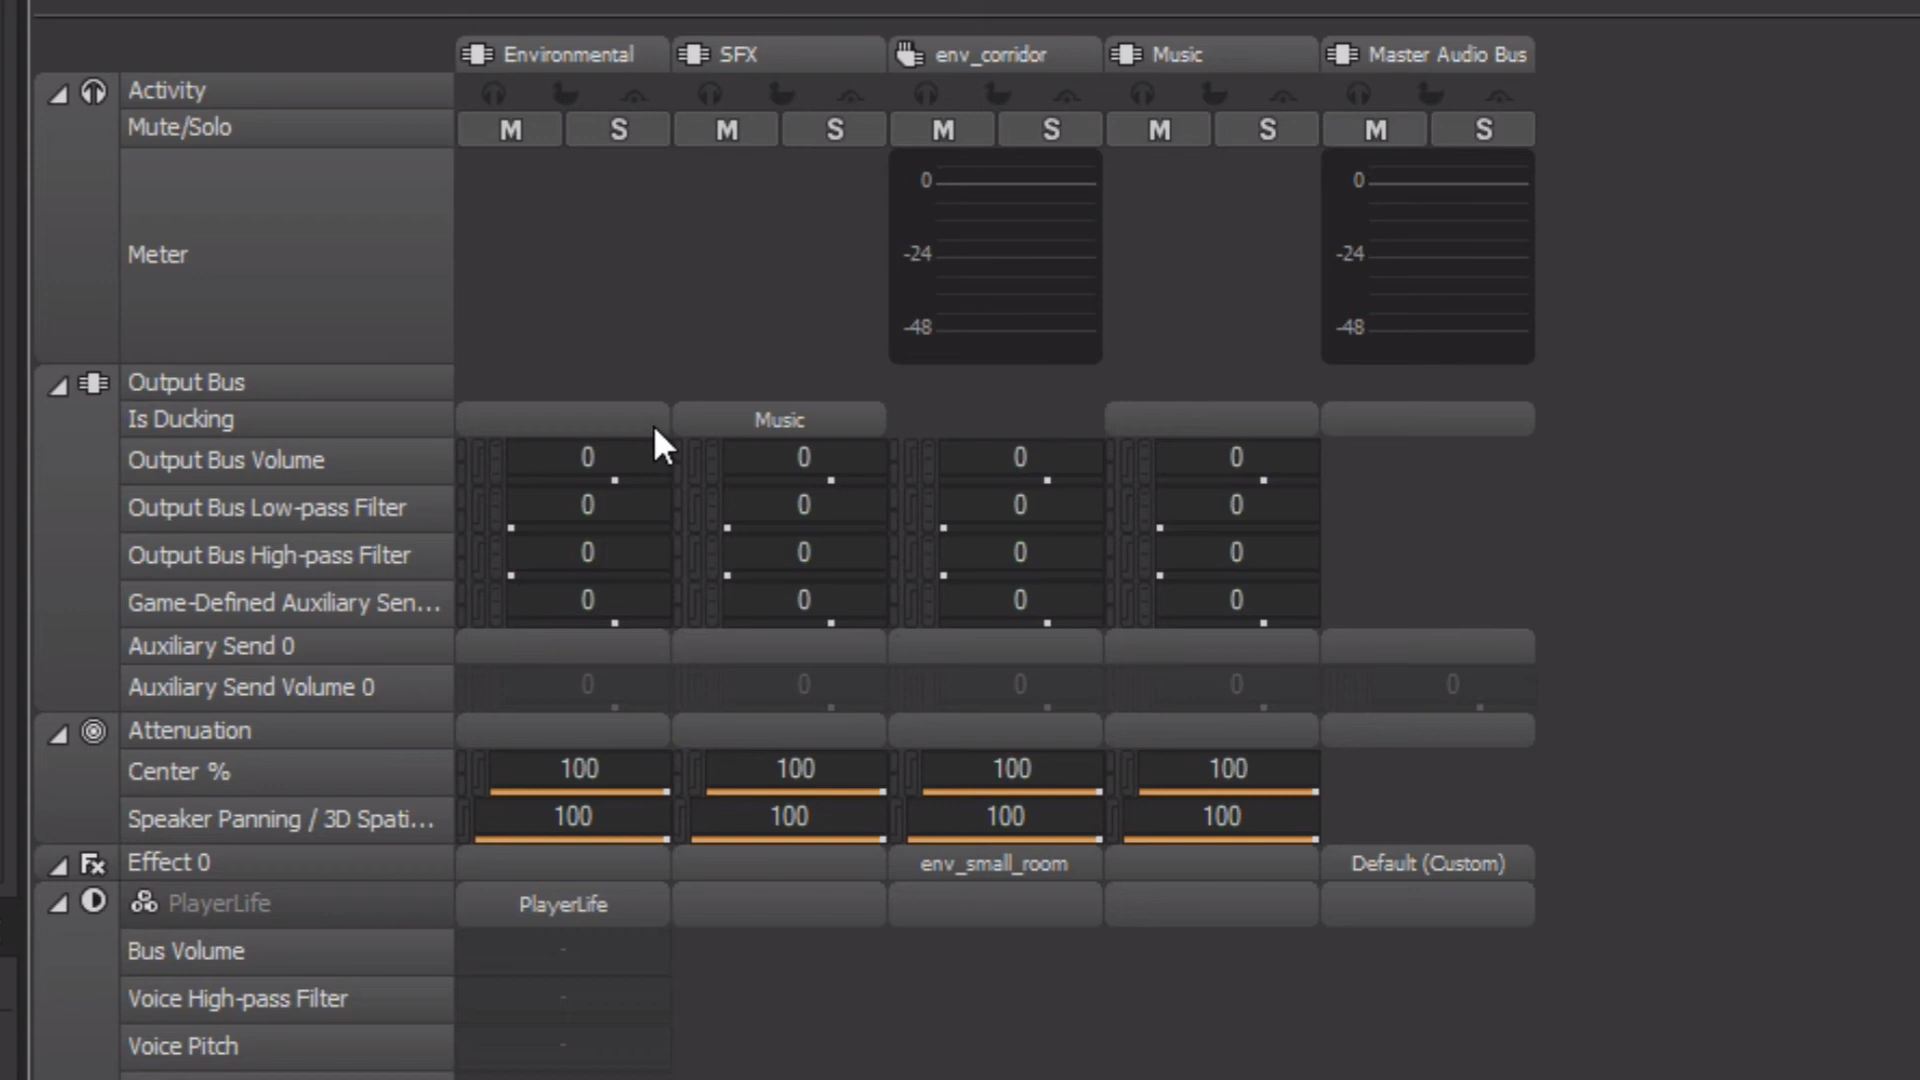 Environmental SFX env_corridor Music Master Audio Bus
Activity
Mute/Solo M S M S M S M S M S
0 0
Meter -24 -24
-48 -48
Output Bus
Is Ducking Music
Output Bus Volume 0 0 0 0
Output Bus Low-pass Filter 0 0 0 0
Output Bus High-pass Filter 0 0 0 0
Game-Defined Auxiliary Sen... 0 0 0 0
Auxiliary Send 0
Auxiliary Send Volume 0 0 0 0 0 0
Attenuation
Center % 100 100 100 100
Speaker Panning / 3D Spati... 100 100 100 100
Fx Effect 0 env_small_room Default (Custom)
PlayerLife PlayerLife
Bus Volume -
Voice High-pass Filter -
Voice Pitch -